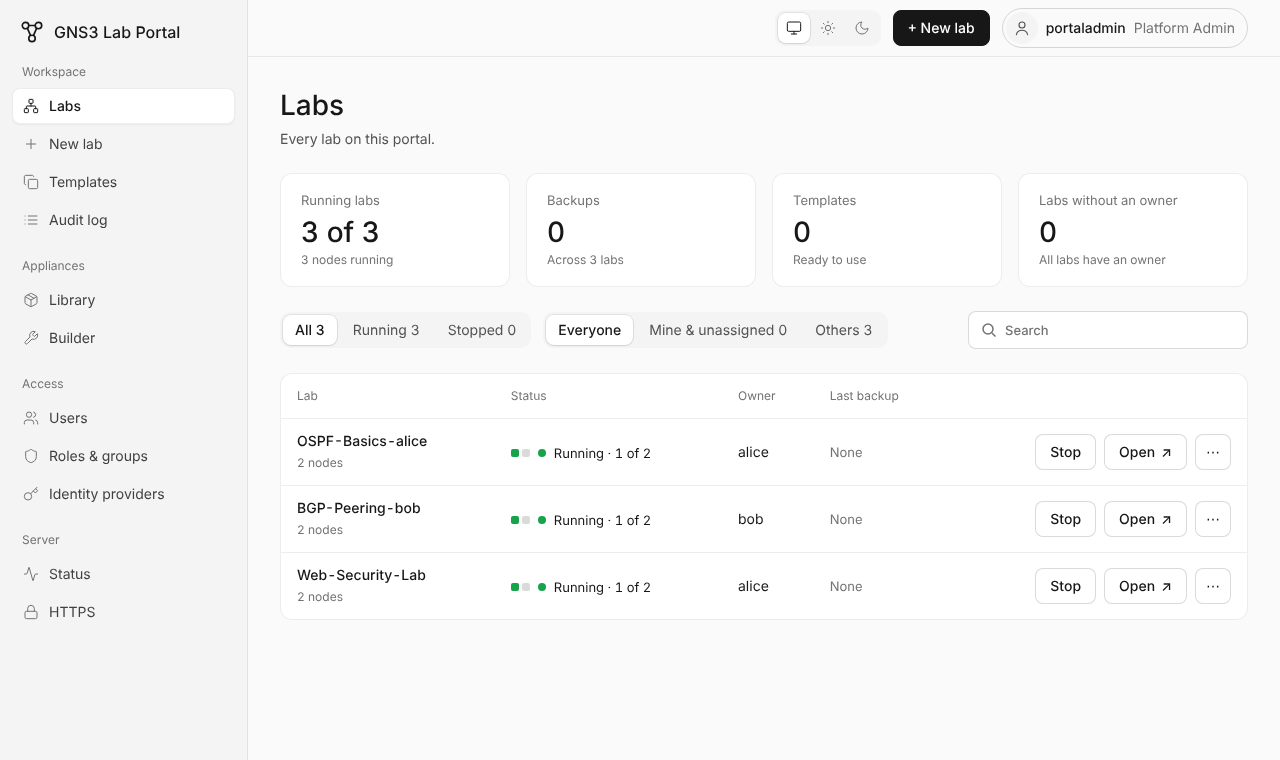 GNS3 Lab Portal
Workspace
Labs
New lab
Templates
Audit log
Appliances
Library
Builder
Access
Users
Roles & groups
Identity providers
Server
Status
HTTPS
+ New lab
portaladmin Platform Admin
Labs
Every lab on this portal.
Running labs
3 of 3
3 nodes running
Backups
0
Across 3 labs
Templates
0
Ready to use
Labs without an owner
0
All labs have an owner
All 3 Running 3 Stopped 0
Everyone Mine & unassigned 0 Others 3
Search
Lab Status Owner Last backup
OSPF-Basics-alice
2 nodes
Running · 1 of 2 alice None Stop Open ↗ ···
BGP-Peering-bob
2 nodes
Running · 1 of 2 bob None Stop Open ↗ ···
Web-Security-Lab
2 nodes
Running · 1 of 2 alice None Stop Open ↗ ···